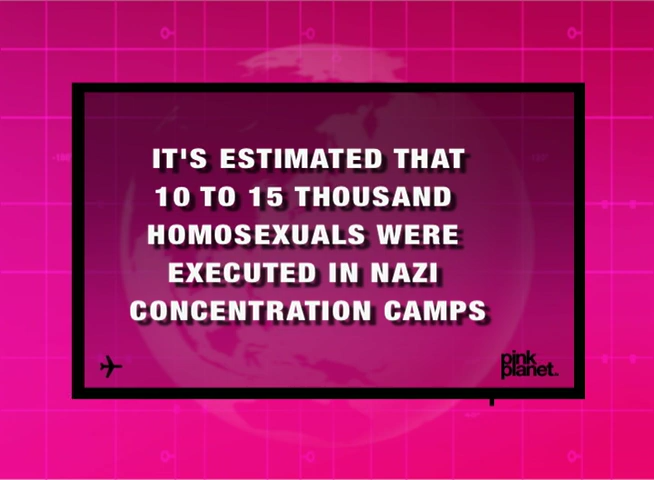 IT'S ESTIMATED THAT
10 TO 15 THOUSAND
HOMOSEXUALS WERE
EXECUTED IN NAZI
CONCENTRATION CAMPS
pink
planet